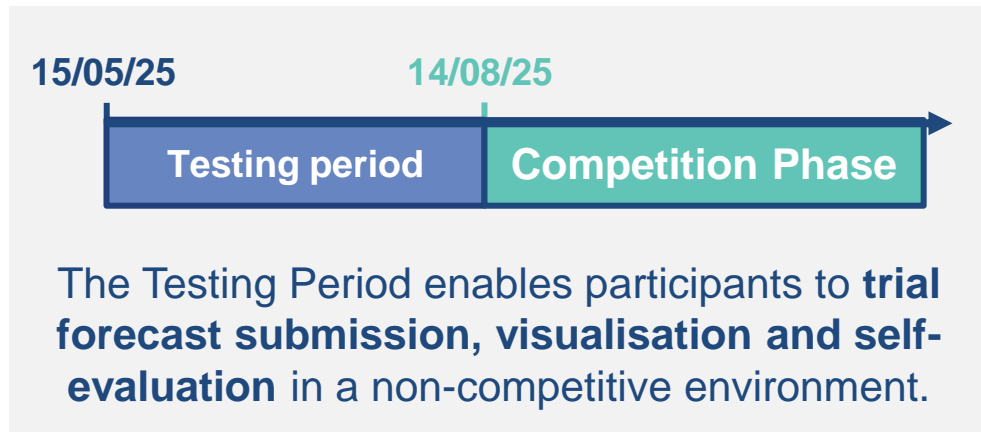 15/05/25 14/08/25
Testing period Competition Phase
The Testing Period enables participants to trial
forecast submission, visualisation and self-
evaluation in a non-competitive environment.